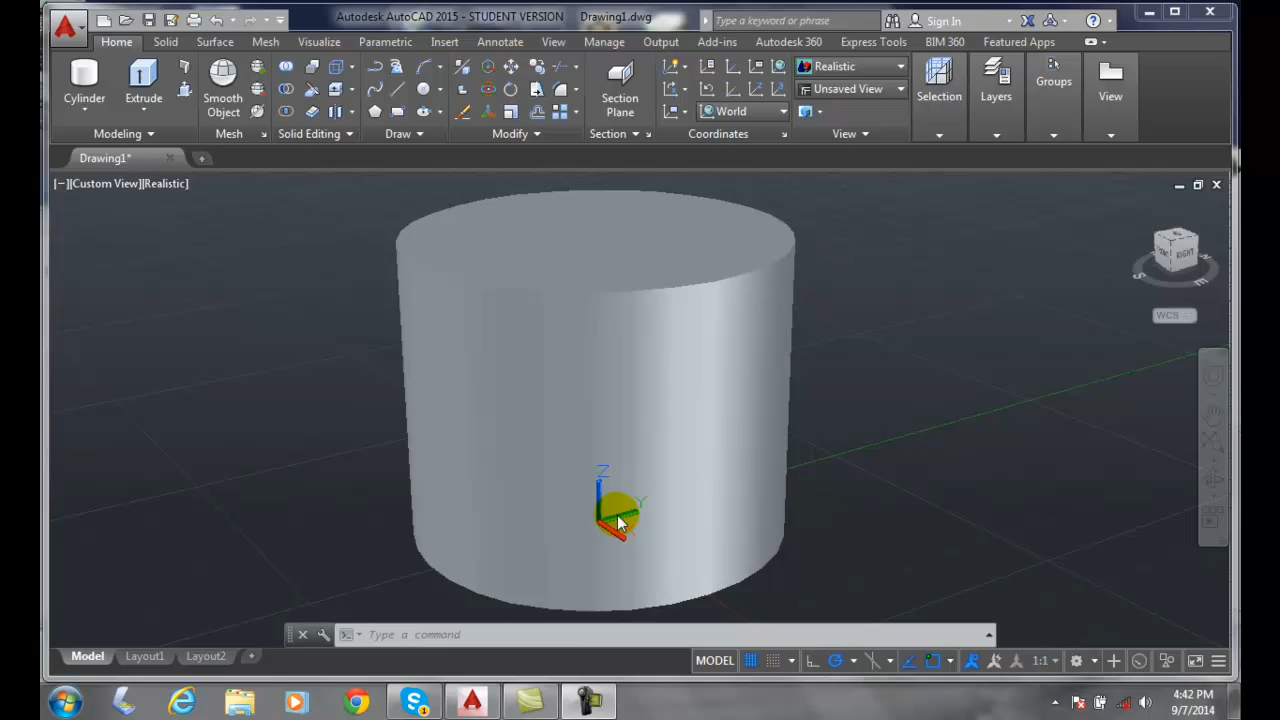 Autodesk AutoCAD 2015 - STUDENT VERSION Drawing1.dwg
Type a keyword or phrase
Sign In
Home Solid Surface Mesh Visualize Parametric Insert Annotate View Manage Output Add-ins Autodesk 360 Express Tools BIM 360 Featured Apps
Cylinder
Extrude
Smooth
Object
Section
Plane
Realistic
Unsaved View
World
Selection
Layers
Groups
View
Modeling Mesh Solid Editing Draw Modify Section Coordinates View
Drawing1*
[−][Custom View][Realistic]
RIGHT
S
E
WCS
Z
Y
Type a command
Model Layout1 Layout2
MODEL
1:1
1
4:42 PM
9/7/2014